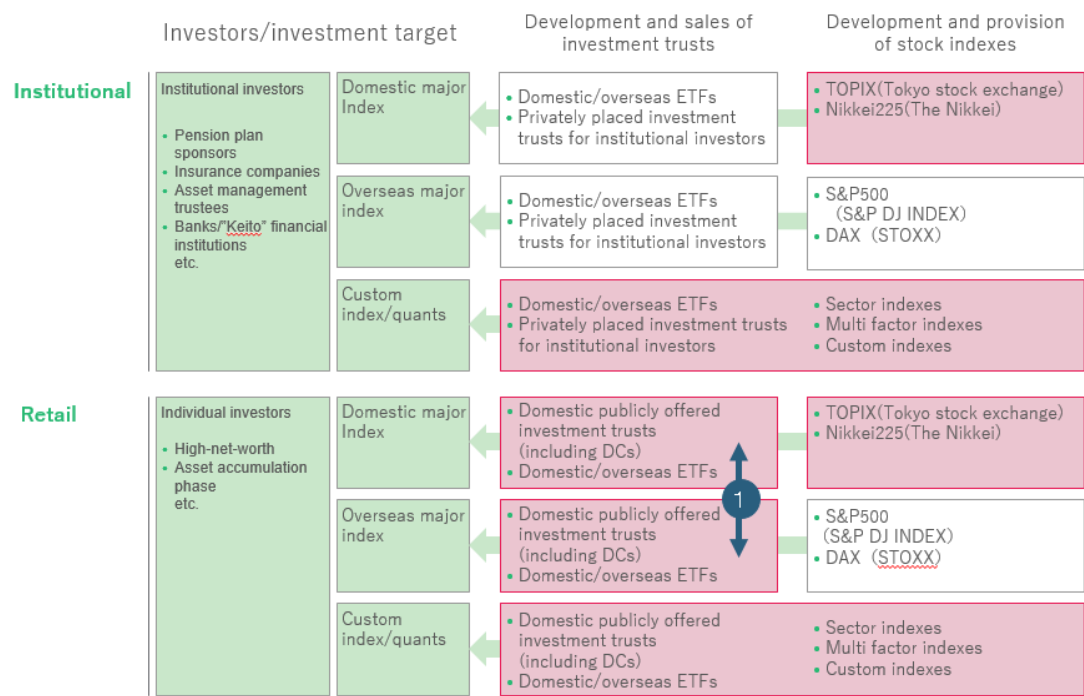 Investors/investment target
Development and sales of
investment trusts
Development and provision
of stock indexes
Institutional
Institutional investors
• Pension plan
sponsors
• Insurance companies
• Asset management
trustees
• Banks/"Keito" financial
institutions
etc.
Domestic major
Index
• Domestic/overseas ETFs
• Privately placed investment
trusts for institutional investors
• TOPIX(Tokyo stock exchange)
• Nikkei225(The Nikkei)
Overseas major
index
• Domestic/overseas ETFs
• Privately placed investment
trusts for institutional investors
• S&P500
(S&P DJ INDEX)
• DAX (STOXX)
Custom
index/quants
• Domestic/overseas ETFs
• Privately placed investment trusts
for institutional investors
• Sector indexes
• Multi factor indexes
• Custom indexes
Retail
Individual investors
• High-net-worth
• Asset accumulation
phase
etc.
Domestic major
Index
• Domestic publicly offered
investment trusts
(including DCs)
• Domestic/overseas ETFs
• TOPIX(Tokyo stock exchange)
• Nikkei225(The Nikkei)
1
Overseas major
index
• Domestic publicly offered
investment trusts
(including DCs)
• Domestic/overseas ETFs
• S&P500
(S&P DJ INDEX)
• DAX (STOXX)
Custom
index/quants
• Domestic publicly offered
investment trusts
(including DCs)
• Domestic/overseas ETFs
• Sector indexes
• Multi factor indexes
• Custom indexes